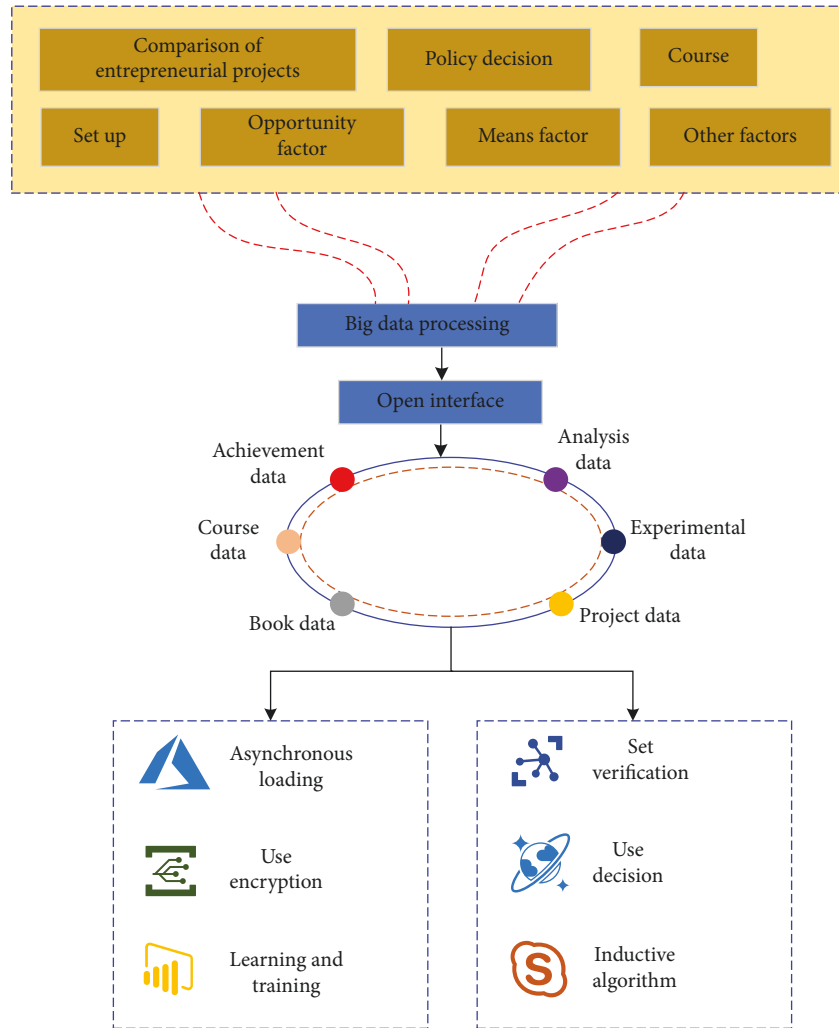 Comparison of
entrepreneurial projects
Policy decision
Course
Set up
Opportunity
factor
Means factor
Other factors
Big data processing
Open interface
Achievement
data
Analysis
data
Course
data
Experimental
data
Book data
Project data
Asynchronous
loading
Use
encryption
Learning and
training
Set
verification
Use
decision
S
Inductive
algorithm